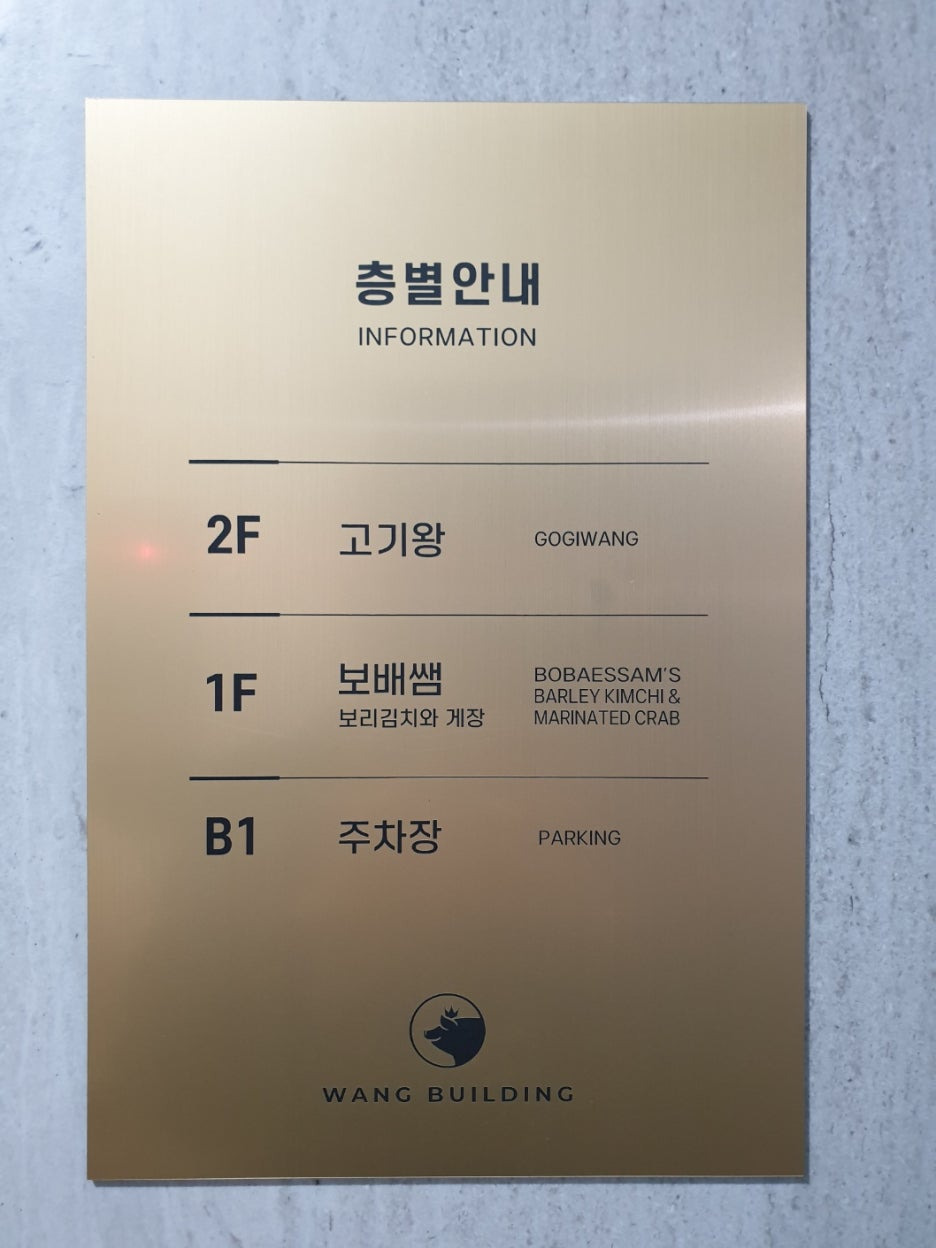 층별안내
INFORMATION
2F 고기왕 GOGIWANG
1F 보배쌤 BOBAESSAM'S
보리김치와 게장 BARLEY KIMCHI &
MARINATED CRAB
B1 주차장 PARKING
WANG BUILDING